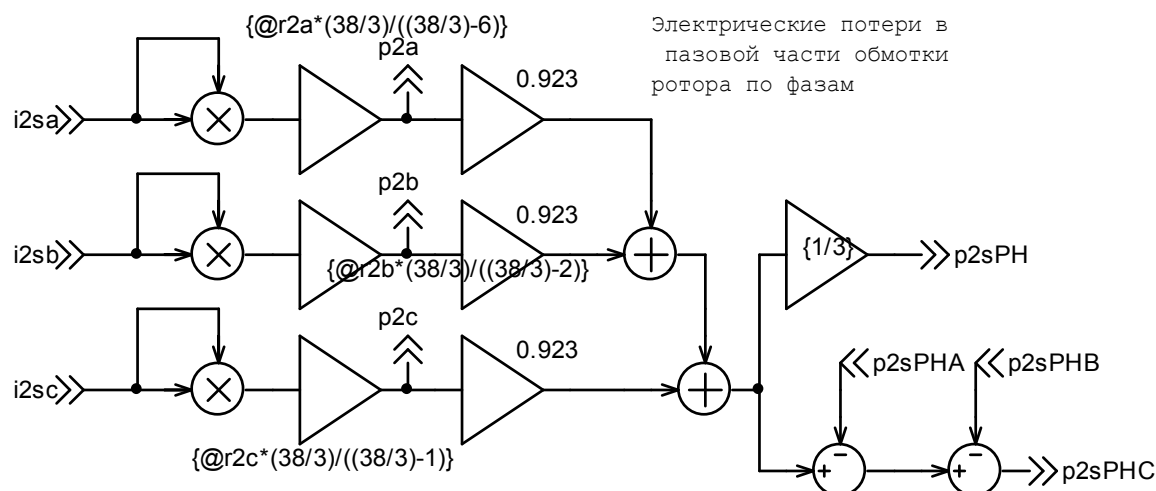 {@r2a*(38/3)/((38/3)-6)}
Электрические потери в
пазовой части обмотки
ротора по фазам
p2a
0.923
i2sa
p2b
0.923
i2sb
{@r2b*(38/3)/((38/3)-2)}
{1/3}
p2sPH
p2c
0.923
i2sc
p2sPHA
p2sPHB
{@r2c*(38/3)/((38/3)-1)}
p2sPHC